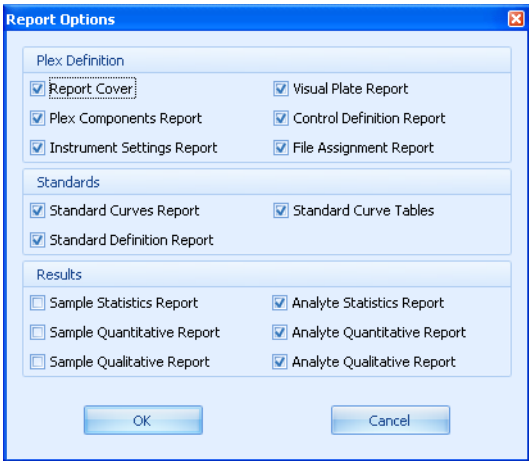 Report Options
Plex Definition
Report Cover Visual Plate Report
Plex Components Report Control Definition Report
Instrument Settings Report File Assignment Report
Standards
Standard Curves Report Standard Curve Tables
Standard Definition Report
Results
Sample Statistics Report Analyte Statistics Report
Sample Quantitative Report Analyte Quantitative Report
Sample Qualitative Report Analyte Qualitative Report
OK Cancel